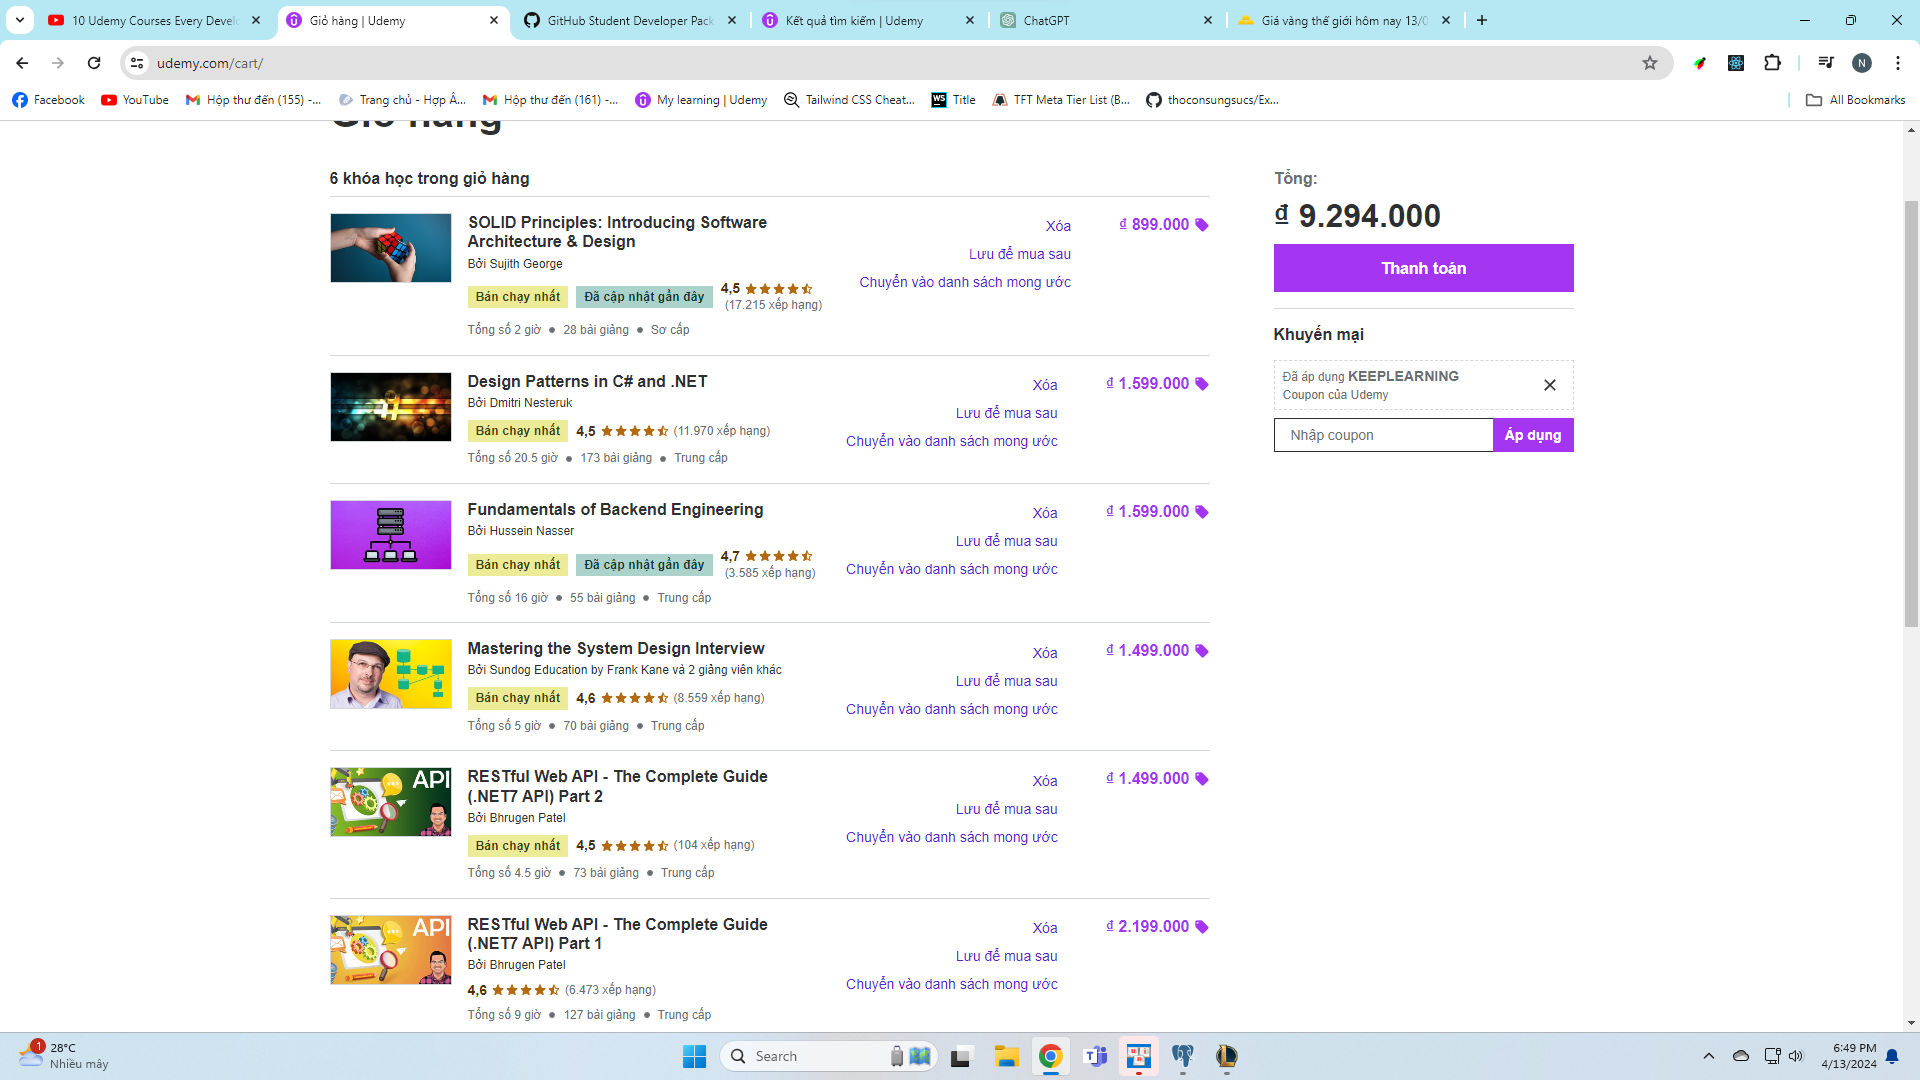 10 Udemy Courses Every Devel
Giỏ hàng | Udemy
GitHub Student Developer Pack
Kết quả tìm kiếm | Udemy
ChatGPT
Giá vàng thế giới hôm nay 13/0
udemy.com/cart/
N
Facebook
YouTube
Hộp thư đến (155) -...
Trang chủ - Hợp Â...
Hộp thư đến (161) -...
My learning | Udemy
Tailwind CSS Cheat...
WS
Title
TFT Meta Tier List (B...
thoconsungsucs/Ex...
All Bookmarks
Giỏ hàng
6 khóa học trong giỏ hàng
SOLID Principles: Introducing Software
Architecture & Design
Bởi Sujith George
Bán chạy nhất
Đã cập nhật gần đây
4,5
(17.215 xếp hạng)
Tổng số 2 giờ ● 28 bài giảng ● Sơ cấp
Xóa
Lưu để mua sau
Chuyển vào danh sách mong ước
₫ 899.000
Design Patterns in C# and .NET
Bởi Dmitri Nesteruk
Bán chạy nhất
4,5 (11.970 xếp hạng)
Tổng số 20.5 giờ ● 173 bài giảng ● Trung cấp
Xóa
Lưu để mua sau
Chuyển vào danh sách mong ước
₫ 1.599.000
Fundamentals of Backend Engineering
Bởi Hussein Nasser
Bán chạy nhất
Đã cập nhật gần đây
4,7
(3.585 xếp hạng)
Tổng số 16 giờ ● 55 bài giảng ● Trung cấp
Xóa
Lưu để mua sau
Chuyển vào danh sách mong ước
₫ 1.599.000
Mastering the System Design Interview
Bởi Sundog Education by Frank Kane và 2 giảng viên khác
Bán chạy nhất
4,6 (8.559 xếp hạng)
Tổng số 5 giờ ● 70 bài giảng ● Trung cấp
Xóa
Lưu để mua sau
Chuyển vào danh sách mong ước
₫ 1.499.000
API
RESTful Web API - The Complete Guide
(.NET7 API) Part 2
Bởi Bhrugen Patel
Bán chạy nhất
4,5 (104 xếp hạng)
Tổng số 4.5 giờ ● 73 bài giảng ● Trung cấp
Xóa
Lưu để mua sau
Chuyển vào danh sách mong ước
₫ 1.499.000
API
RESTful Web API - The Complete Guide
(.NET7 API) Part 1
Bởi Bhrugen Patel
4,6 (6.473 xếp hạng)
Tổng số 9 giờ ● 127 bài giảng ● Trung cấp
Xóa
Lưu để mua sau
Chuyển vào danh sách mong ước
₫ 2.199.000
Tổng:
₫ 9.294.000
Thanh toán
Khuyến mại
Đã áp dụng KEEPLEARNING
Coupon của Udemy
Nhập coupon
Áp dụng
1
28°C
Nhiều mây
Search
6:49 PM
4/13/2024